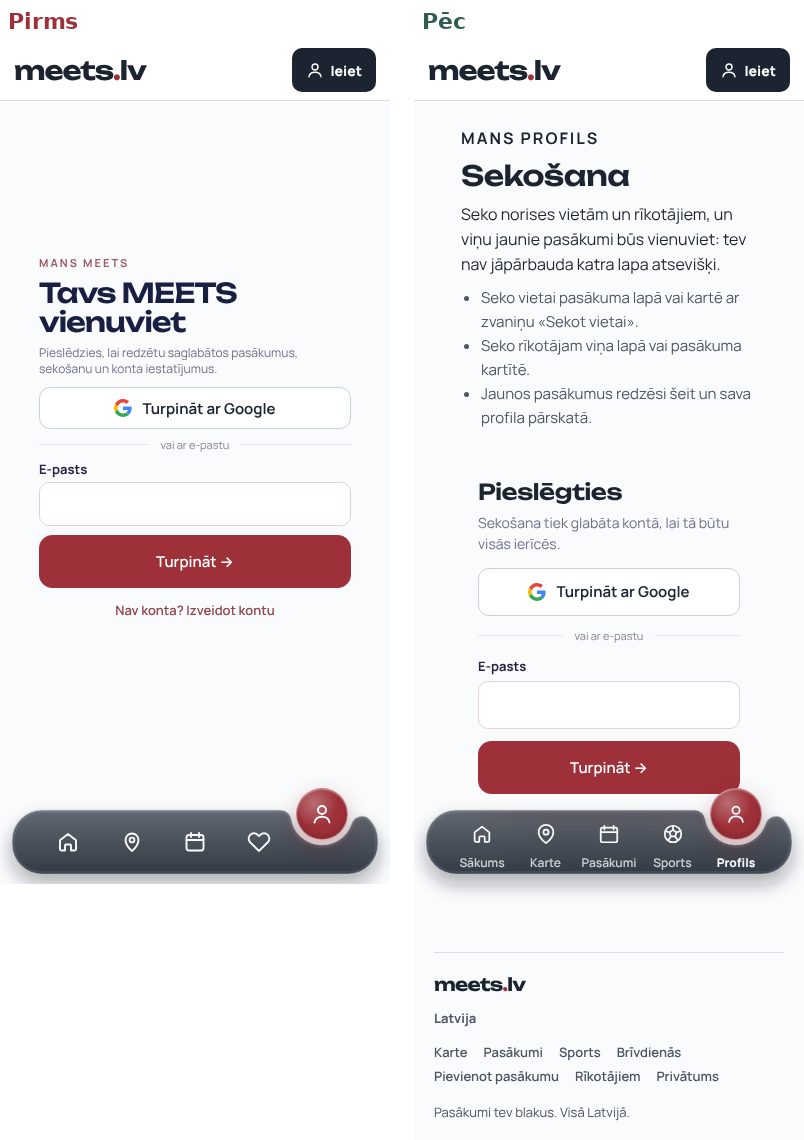 Pirms
meets.lv
Ieiet
MANS MEETS
Tavs MEETS
vienuviet
Pieslēdzies, lai redzētu saglabātos pasākumus,
sekošanu un konta iestatījumus.
Turpināt ar Google
vai ar e-pastu
E-pasts
Turpināt →
Nav konta? Izveidot kontu
Pēc
meets.lv
Ieiet
MANS PROFILS
Sekošana
Seko norises vietām un rīkotājiem, un
viņu jaunie pasākumi būs vienuviet: tev
nav jāpārbauda katra lapa atsevišķi.
• Seko vietai pasākuma lapā vai kartē ar
zvaniņu «Sekot vietai».
• Seko rīkotājam viņa lapā vai pasākuma
kartītē.
• Jaunos pasākumus redzēsi šeit un sava
profila pārskatā.
Pieslēgties
Sekošana tiek glabāta kontā, lai tā būtu
visās ierīcēs.
Turpināt ar Google
vai ar e-pastu
E-pasts
Turpināt →
Sākums Karte Pasākumi Sports Profils
meets.lv
Latvija
Karte Pasākumi Sports Brīvdienās
Pievienot pasākumu Rīkotājiem Privātums
Pasākumi tev blakus. Visā Latvijā.